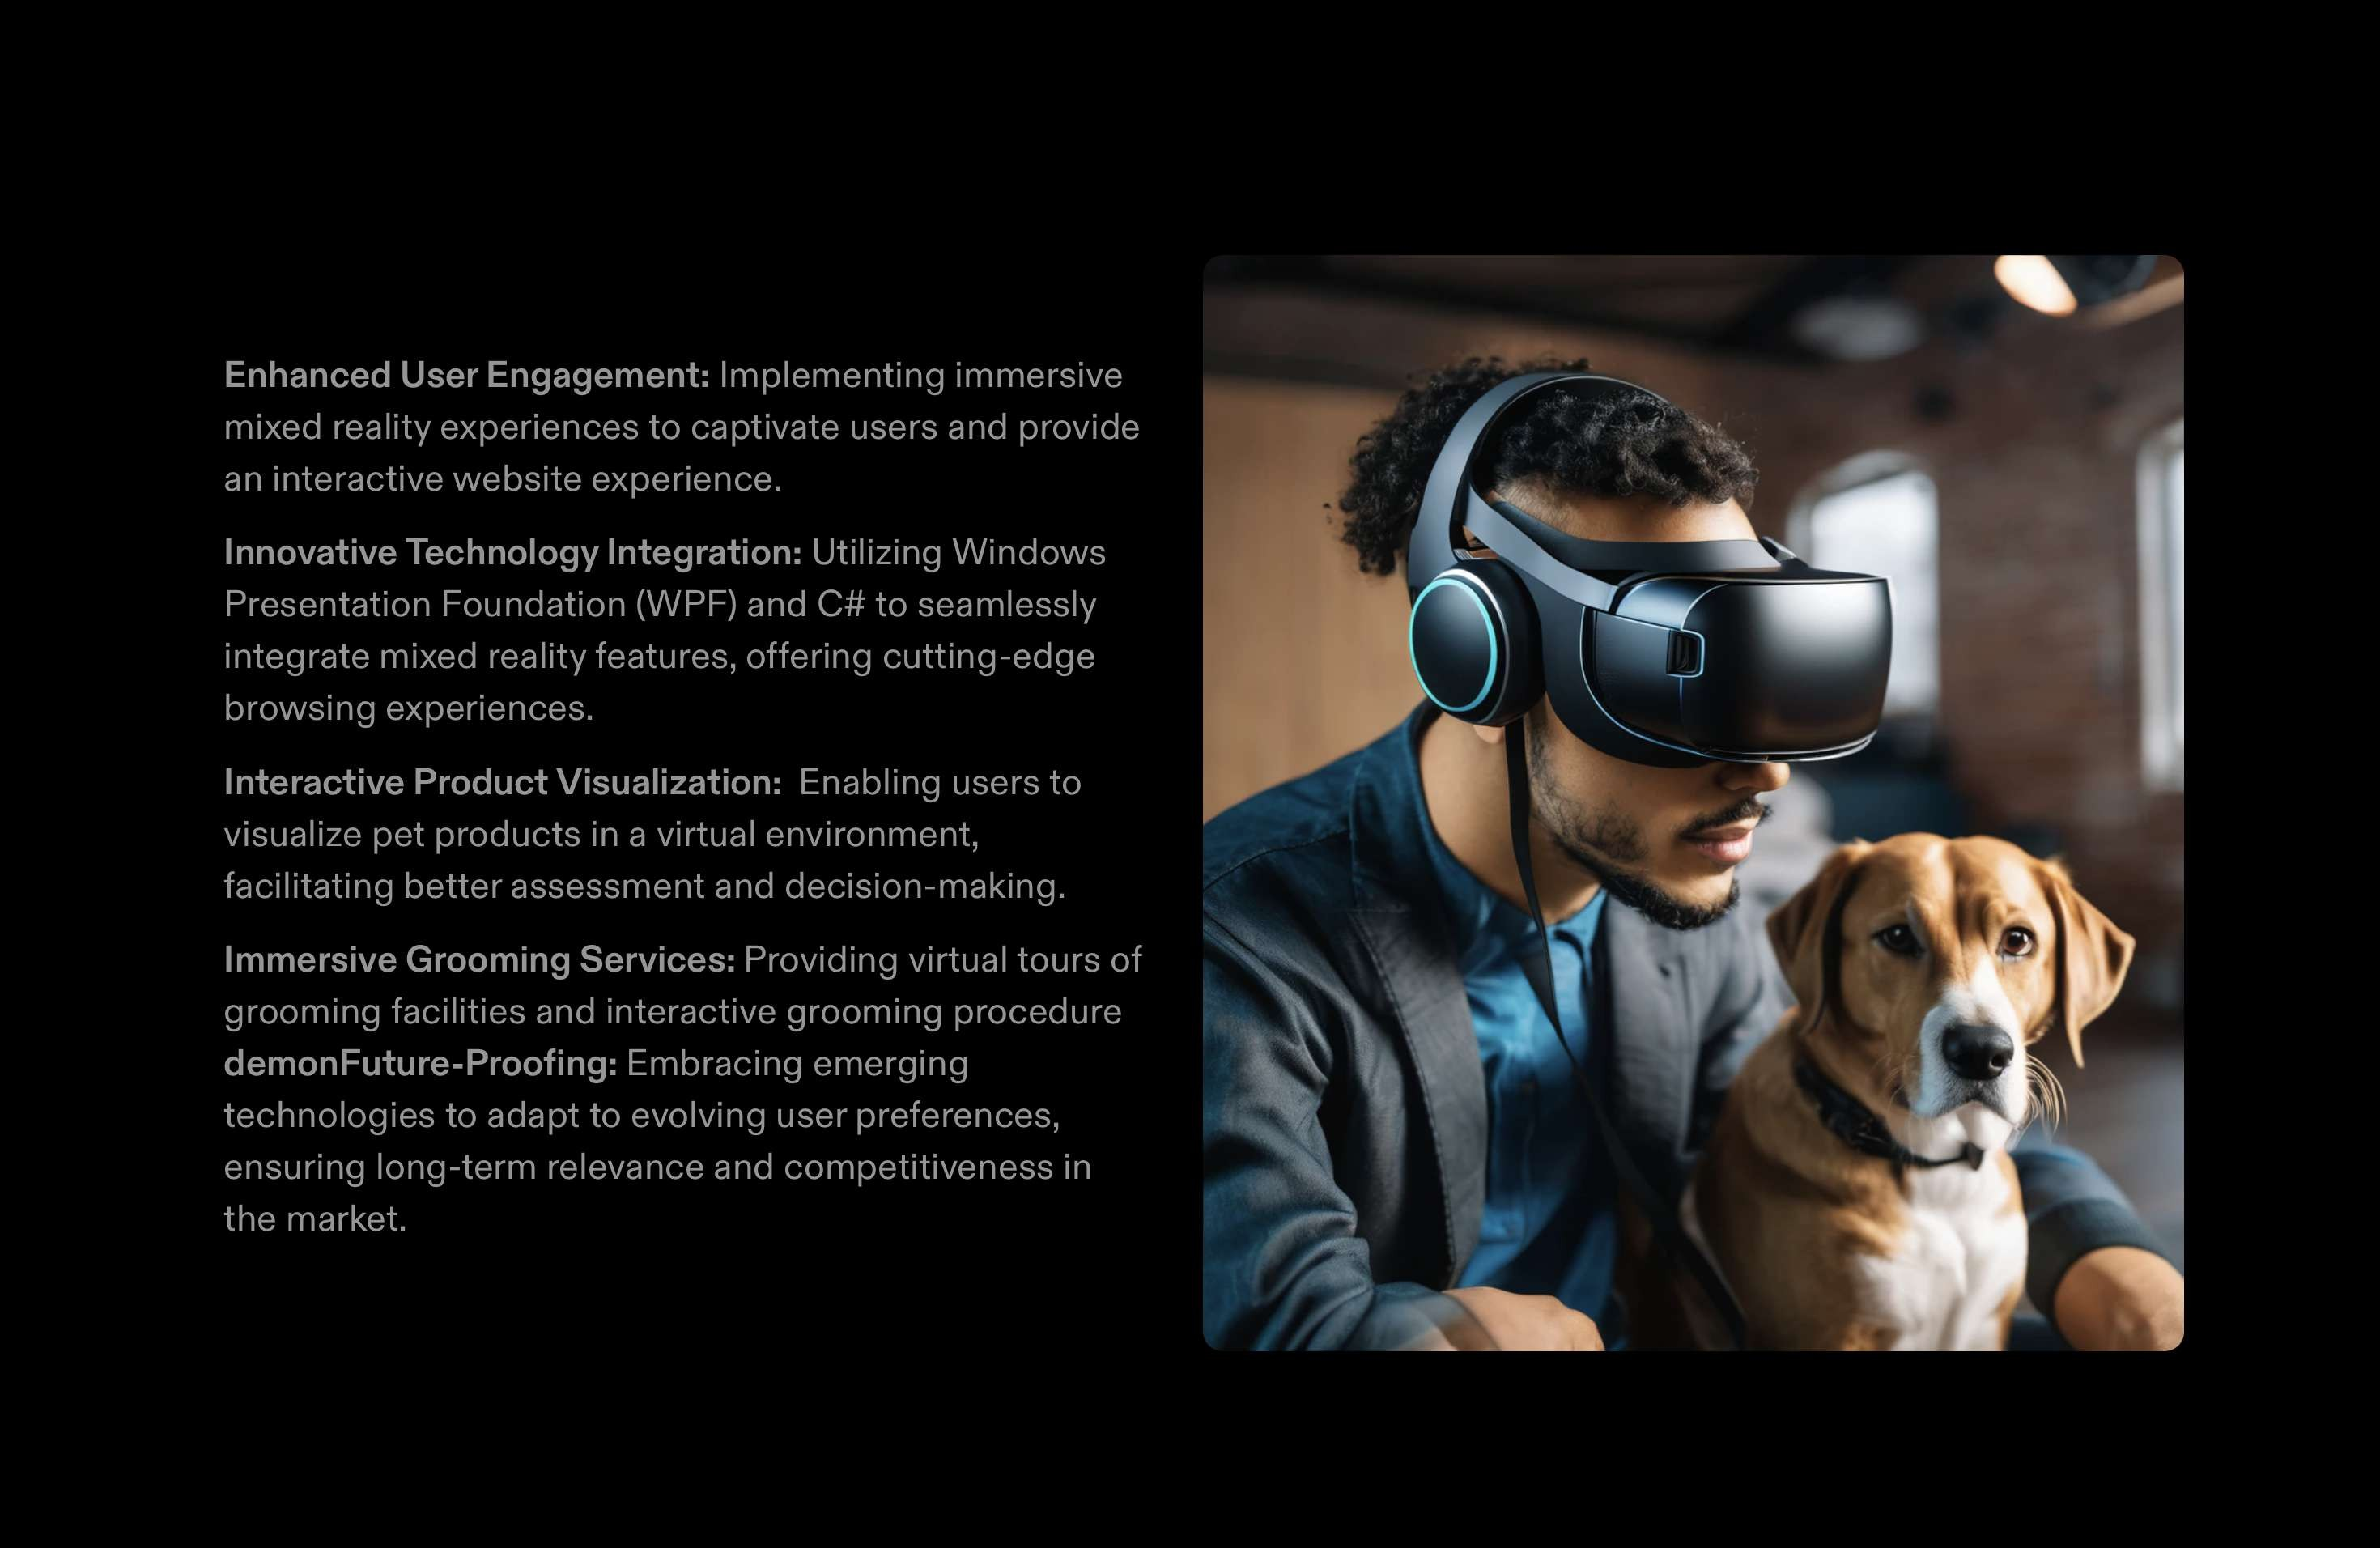 Enhanced User Engagement: Implementing immersive
mixed reality experiences to captivate users and provide
an interactive website experience.
Innovative Technology Integration: Utilizing Windows
Presentation Foundation (WPF) and C# to seamlessly
integrate mixed reality features, offering cutting-edge
browsing experiences.
Interactive Product Visualization:  Enabling users to
visualize pet products in a virtual environment,
facilitating better assessment and decision-making.
Immersive Grooming Services: Providing virtual tours of
grooming facilities and interactive grooming procedure
demonFuture-Proofing: Embracing emerging
technologies to adapt to evolving user preferences,
ensuring long-term relevance and competitiveness in
the market.